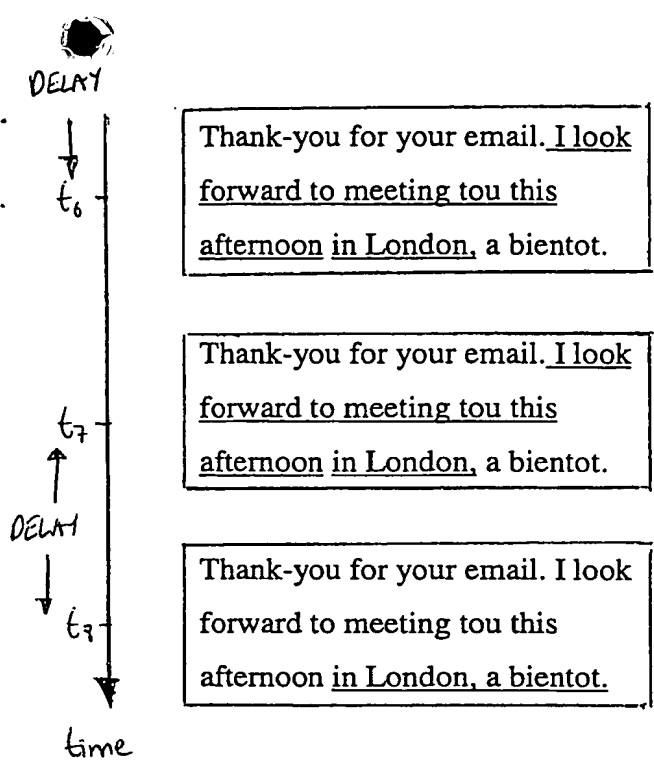 DELAY
t6
Thank-you for your email. I look
forward to meeting tou this
afternoon in London, a bientot.
t7
Thank-you for your email. I look
forward to meeting tou this
afternoon in London, a bientot.
DELAY
t8
Thank-you for your email. I look
forward to meeting tou this
afternoon in London, a bientot.
time